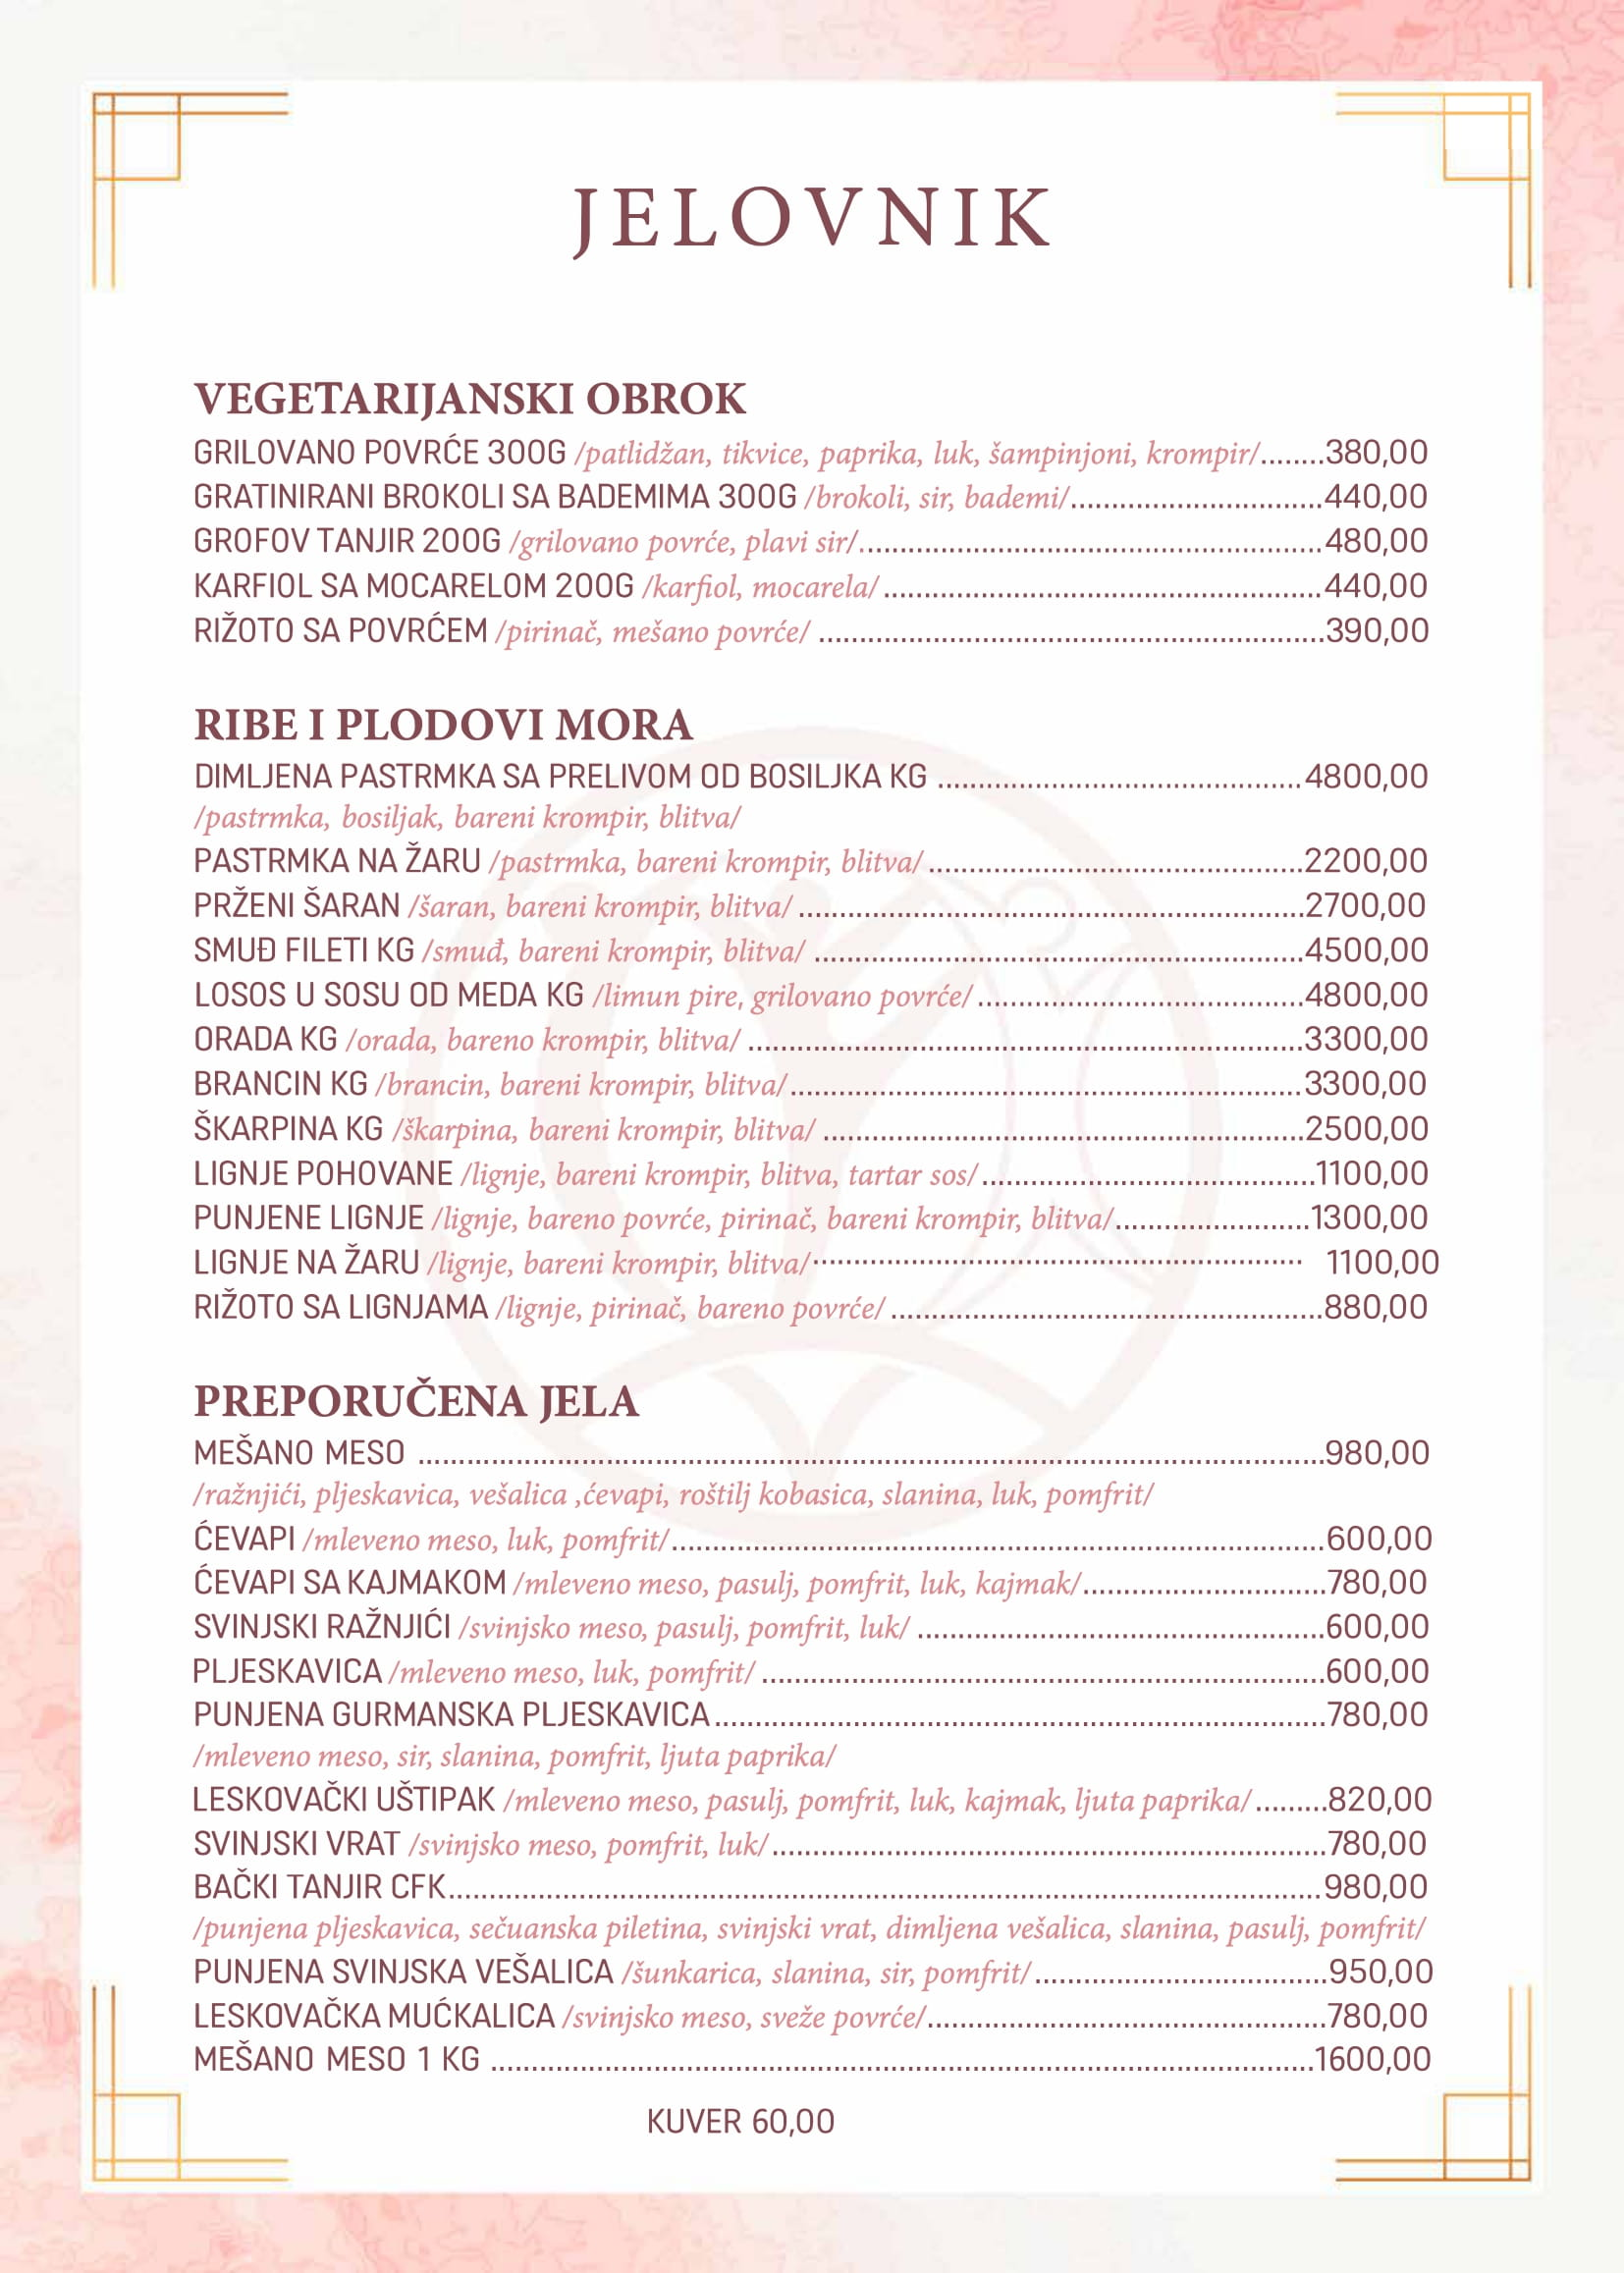 JELOVNIK
VEGETARIJANSKI OBROK
GRILOVANO POVRĆE 300G /patlidžan, tikvice, paprika, luk, šampinjoni, krompir/........380,00
GRATINIRANI BROKOLI SA BADEMIMA 300G /brokoli, sir, bademi/...............................440,00
GROFOV TANJIR 200G /grilovano povrće, plavi sir/.........................................................480,00
KARFIOL SA MOCARELOM 200G /karfiol, mocarela/ ......................................................440,00
RIŽOTO SA POVRĆEM /pirinač, mešano povrće/ ..............................................................390,00
RIBE I PLODOVI MORA
DIMLJENA PASTRMKA SA PRELIVOM OD BOSILJKA KG .............................................4800,00
/pastrmka, bosiljak, bareni krompir, blitva/
PASTRMKA NA ŽARU /pastrmka, bareni krompir, blitva/ ..............................................2200,00
PRŽENI ŠARAN /šaran, bareni krompir, blitva/ ..............................................................2700,00
SMUĐ FILETI KG /smuđ, bareni krompir, blitva/ ............................................................4500,00
LOSOS U SOSU OD MEDA KG /limun pire, grilovano povrće/ ........................................4800,00
ORADA KG /orada, bareno krompir, blitva/ ....................................................................3300,00
BRANCIN KG /brancin, bareni krompir, blitva/...............................................................3300,00
ŠKARPINA KG /škarpina, bareni krompir, blitva/ ...........................................................2500,00
LIGNJE POHOVANE /lignje, bareni krompir, blitva, tartar sos/.........................................1100,00
PUNJENE LIGNJE /lignje, bareno povrće, pirinač, bareni krompir, blitva/........................1300,00
LIGNJE NA ŽARU /lignje, bareni krompir, blitva/............................................................ 1100,00
RIŽOTO SA LIGNJAMA /lignje, pirinač, bareno povrće/ .....................................................880,00
PREPORUČENA JELA
MEŠANO MESO ................................................................................................................980,00
/ražnjići, pljeskavica, vešalica ,ćevapi, roštilj kobasica, slanina, luk, pomfrit/
ĆEVAPI /mleveno meso, luk, pomfrit/................................................................................600,00
ĆEVAPI SA KAJMAKOM /mleveno meso, pasulj, pomfrit, luk, kajmak/..............................780,00
SVINJSKI RAŽNJIĆI /svinjsko meso, pasulj, pomfrit, luk/ ..................................................600,00
PLJESKAVICA /mleveno meso, luk, pomfrit/ .....................................................................600,00
PUNJENA GURMANSKA PLJESKAVICA...........................................................................780,00
/mleveno meso, sir, slanina, pomfrit, ljuta paprika/
LESKOVAČKI UŠTIPAK /mleveno meso, pasulj, pomfrit, luk, kajmak, ljuta paprika/ .........820,00
SVINJSKI VRAT /svinjsko meso, pomfrit, luk/....................................................................780,00
BAČKI TANJIR CFK...........................................................................................................980,00
/punjena pljeskavica, sečuanska piletina, svinjski vrat, dimljena vešalica, slanina, pasulj, pomfrit/
PUNJENA SVINJSKA VEŠALICA /šunkarica, slanina, sir, pomfrit/....................................950,00
LESKOVAČKA MUĆKALICA /svinjsko meso, sveže povrće/.................................................780,00
MEŠANO MESO 1 KG .....................................................................................................1600,00
KUVER 60,00